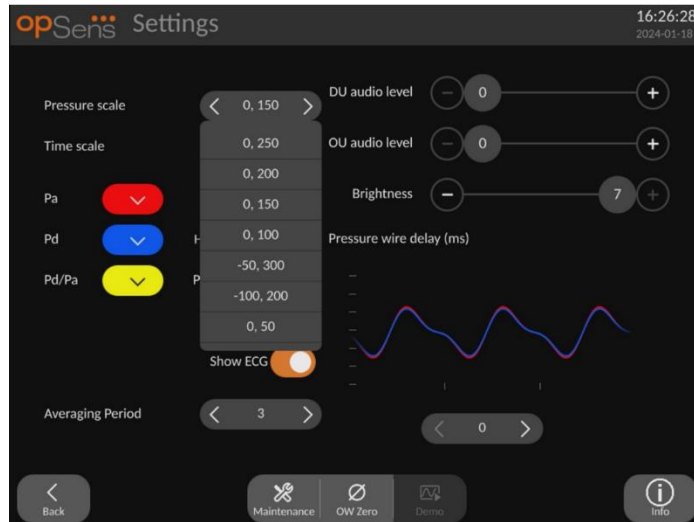 opSens Settings
16:26:28
2024-01-18
Pressure scale
0, 150
Time scale
0, 250
0, 200
0, 150
0, 100
-50, 300
-100, 200
0, 50
Pa
Pd
H
Pd/Pa
P
Show ECG
Averaging Period
3
DU audio level
0
OU audio level
0
Brightness
7
Pressure wire delay (ms)
0
Back
Maintenance
OW Zero
Demo
Info